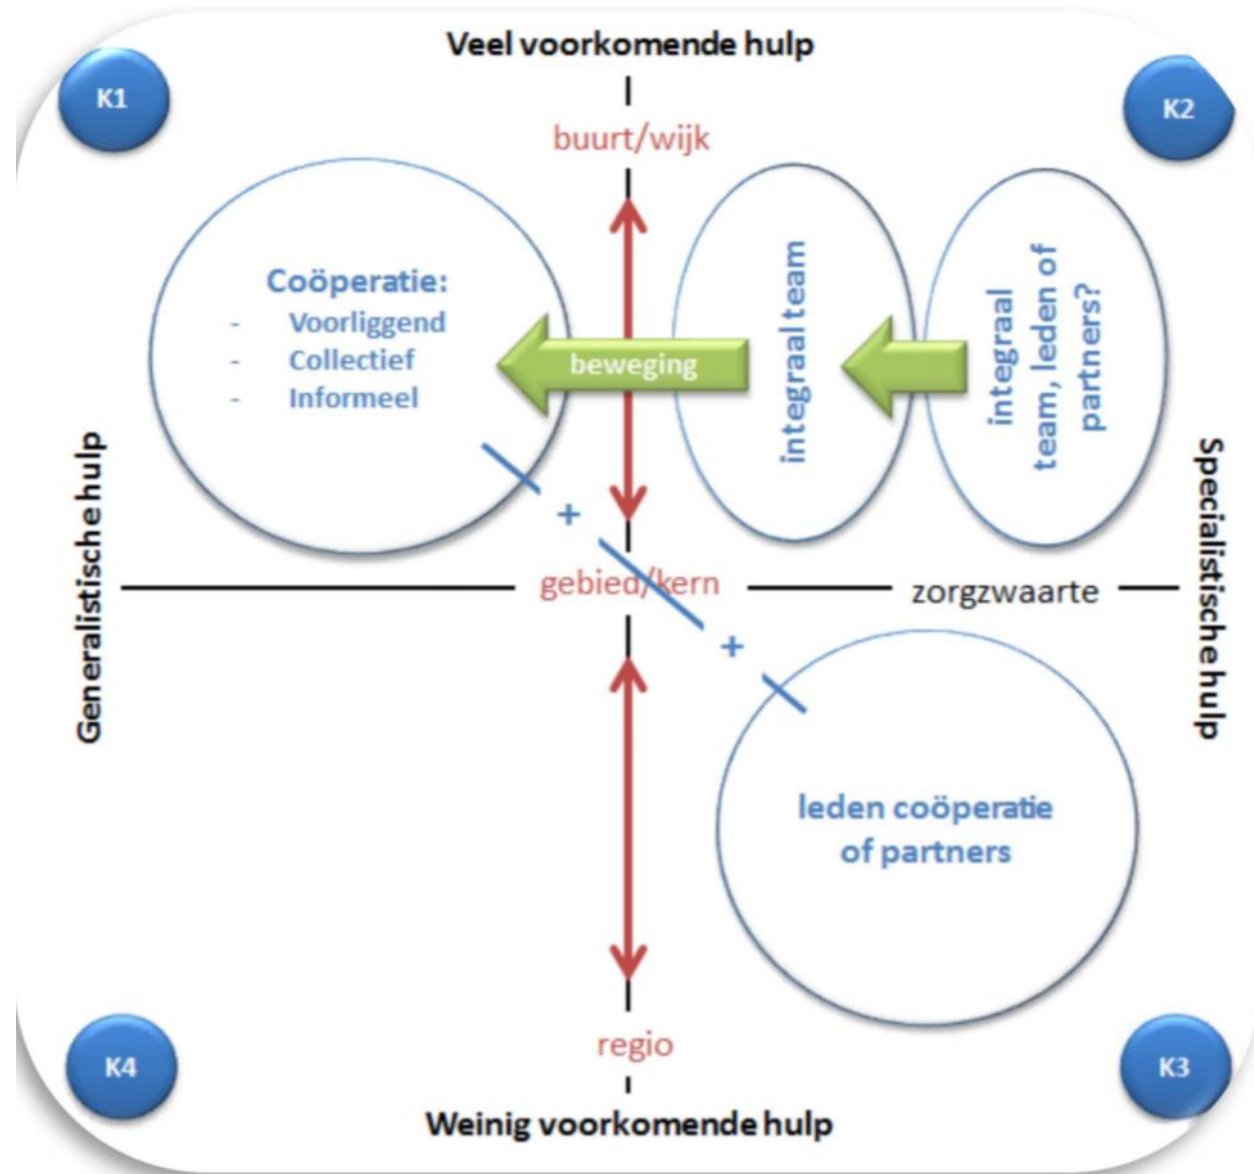 Veel voorkomende hulp
K1
K2
buurt/wijk
Coöperatie:
- Voorliggend
- Collectief
- Informeel
beweging
integraal team
integraal
team, leden of
partners?
Generalistische hulp
Specialistische hulp
+
gebied/kern
zorgzwaarte
+
leden coöperatie
of partners
regio
K4
K3
Weinig voorkomende hulp